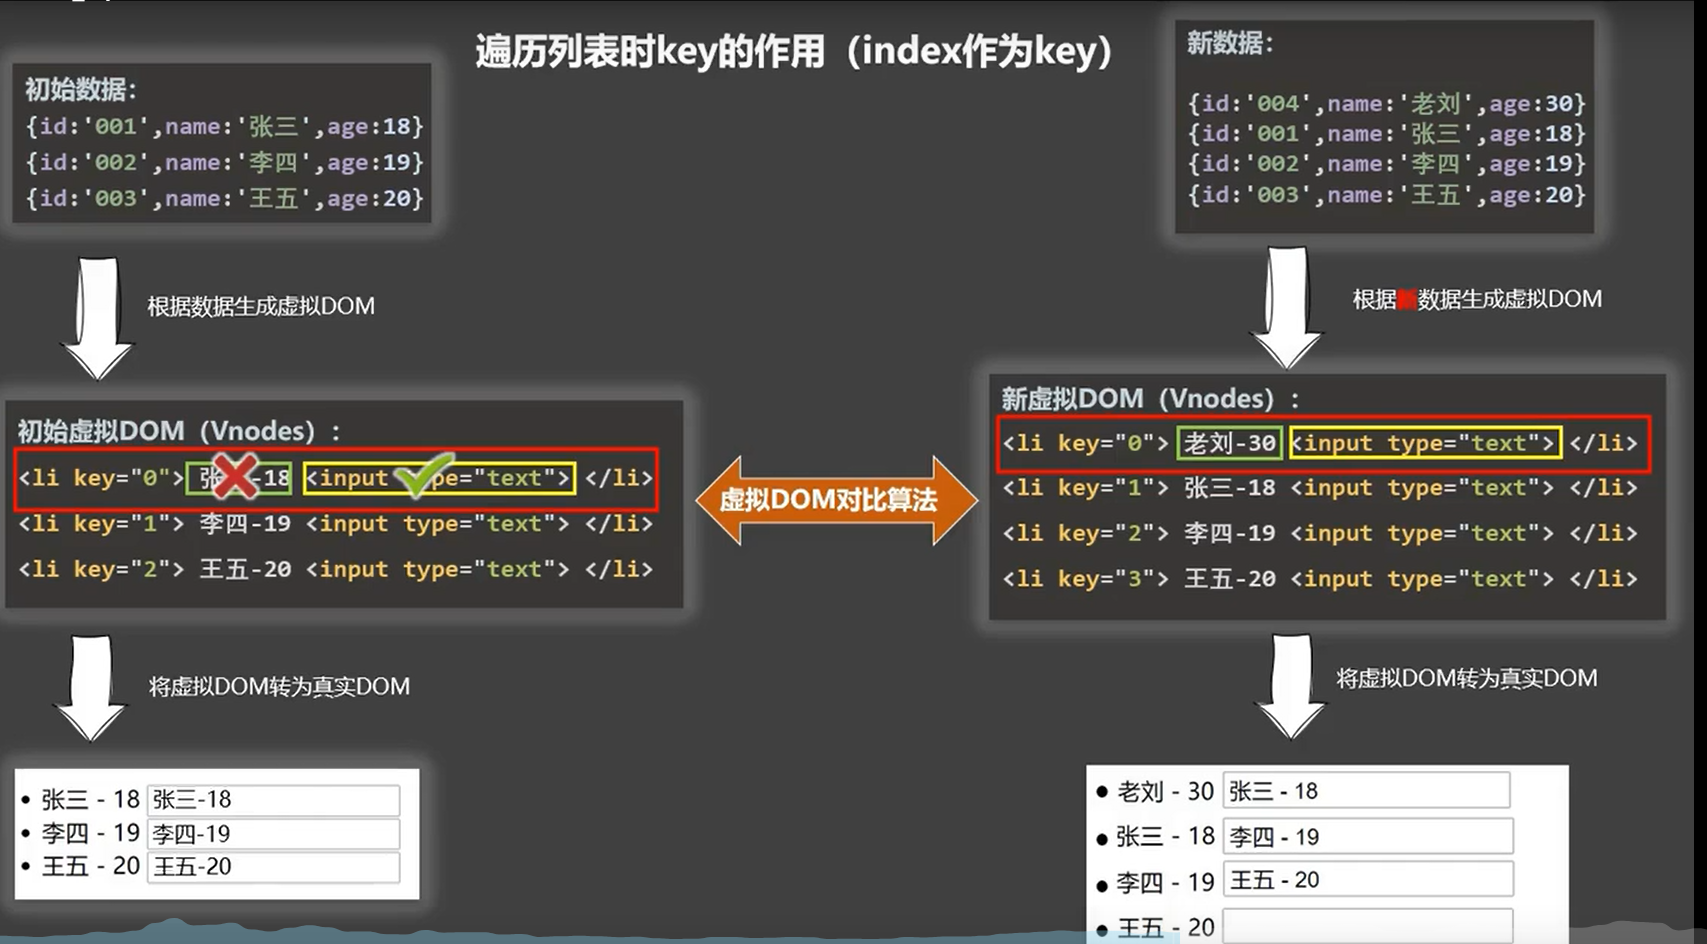 遍历列表时key的作用（index作为key）
初始数据：
{id:'001',name:'张三',age:18}
{id:'002',name:'李四',age:19}
{id:'003',name:'王五',age:20}
根据数据生成虚拟DOM
初始虚拟DOM（Vnodes）：
<li key="0"> 张 -18 <input type="text"> </li>
<li key="1"> 李四-19 <input type="text"> </li>
<li key="2"> 王五-20 <input type="text"> </li>
将虚拟DOM转为真实DOM
张三 - 18 张三-18
李四 - 19 李四-19
王五 - 20 王五-20
虚拟DOM对比算法
新数据：
{id:'004',name:'老刘',age:30}
{id:'001',name:'张三',age:18}
{id:'002',name:'李四',age:19}
{id:'003',name:'王五',age:20}
根据新数据生成虚拟DOM
新虚拟DOM（Vnodes）：
<li key="0"> 老刘-30 <input type="text"> </li>
<li key="1"> 张三-18 <input type="text"> </li>
<li key="2"> 李四-19 <input type="text"> </li>
<li key="3"> 王五-20 <input type="text"> </li>
将虚拟DOM转为真实DOM
老刘 - 30 张三 - 18
张三 - 18 李四 - 19
李四 - 19 王五 - 20
王五 - 20